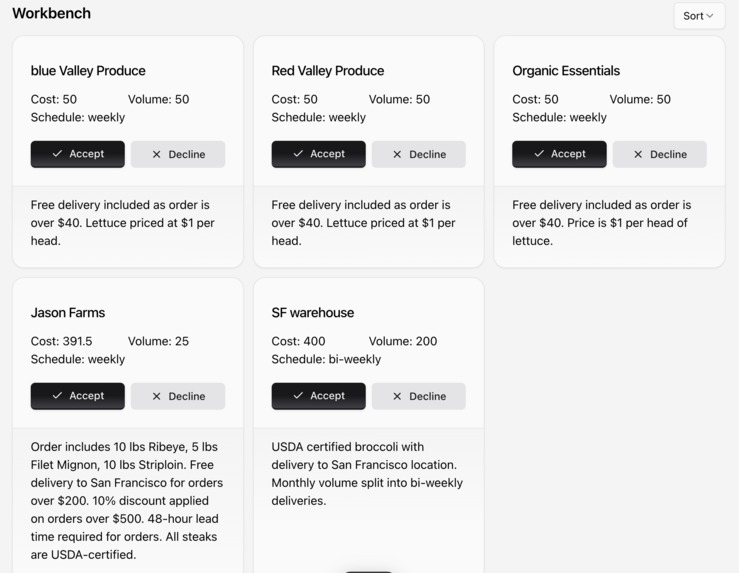 Workbench
Sort
blue Valley Produce
Cost: 50 Volume: 50
Schedule: weekly
Accept Decline
Free delivery included as order is
over $40. Lettuce priced at $1 per
head.
Red Valley Produce
Cost: 50 Volume: 50
Schedule: weekly
Accept Decline
Free delivery included as order is
over $40. Lettuce priced at $1 per
head.
Organic Essentials
Cost: 50 Volume: 50
Schedule: weekly
Accept Decline
Free delivery included as order is
over $40. Price is $1 per head of
lettuce.
Jason Farms
Cost: 391.5 Volume: 25
Schedule: weekly
Accept Decline
Order includes 10 lbs Ribeye, 5 lbs
Filet Mignon, 10 lbs Striploin. Free
delivery to San Francisco for orders
over $200. 10% discount applied
on orders over $500. 48-hour lead
time required for orders. All steaks
are USDA-certified.
SF warehouse
Cost: 400 Volume: 200
Schedule: bi-weekly
Accept Decline
USDA certified broccoli with
delivery to San Francisco location.
Monthly volume split into bi-weekly
deliveries.